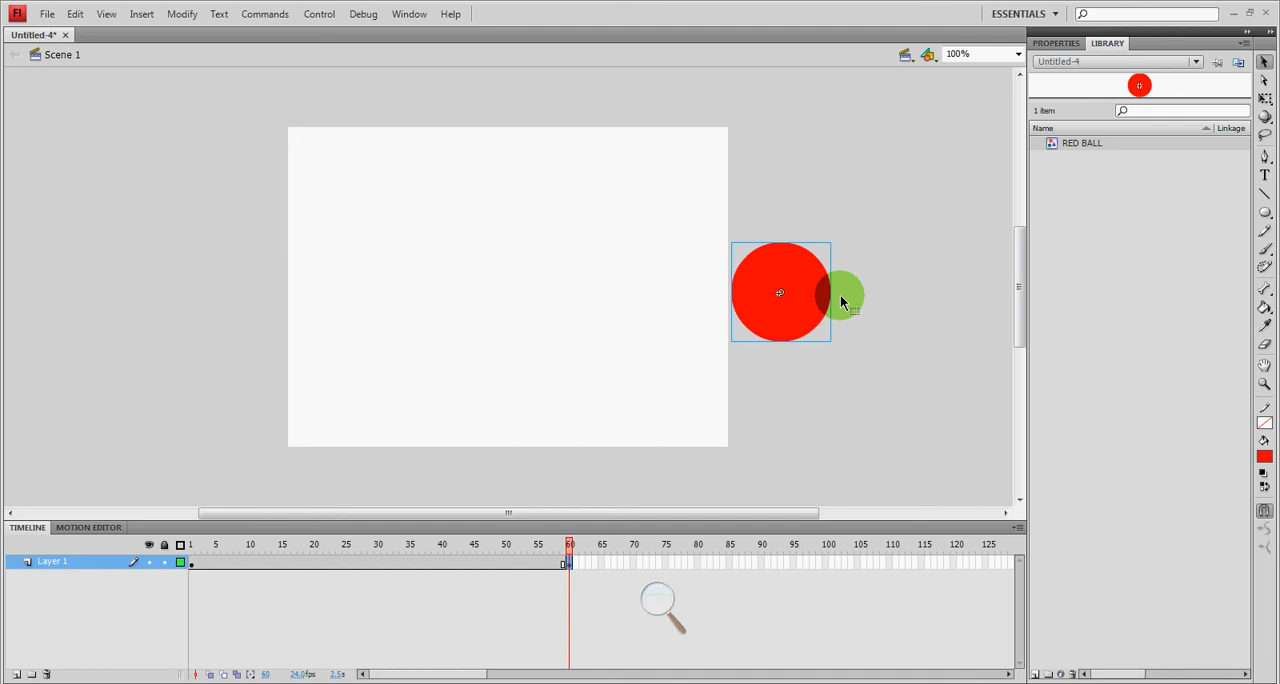 Fl File Edit View Insert Modify Text Commands Control Debug Window Help ESSENTIALS
Untitled-4* PROPERTIES LIBRARY
Scene 1 100% Untitled-4
1 item
Name Linkage
RED BALL
T
TIMELINE MOTION EDITOR
1 5 10 15 20 25 30 35 40 45 50 55 60 65 70 75 80 85 90 95 100 105 110 115 120 125
Layer 1
60 24.0fps 2.5s